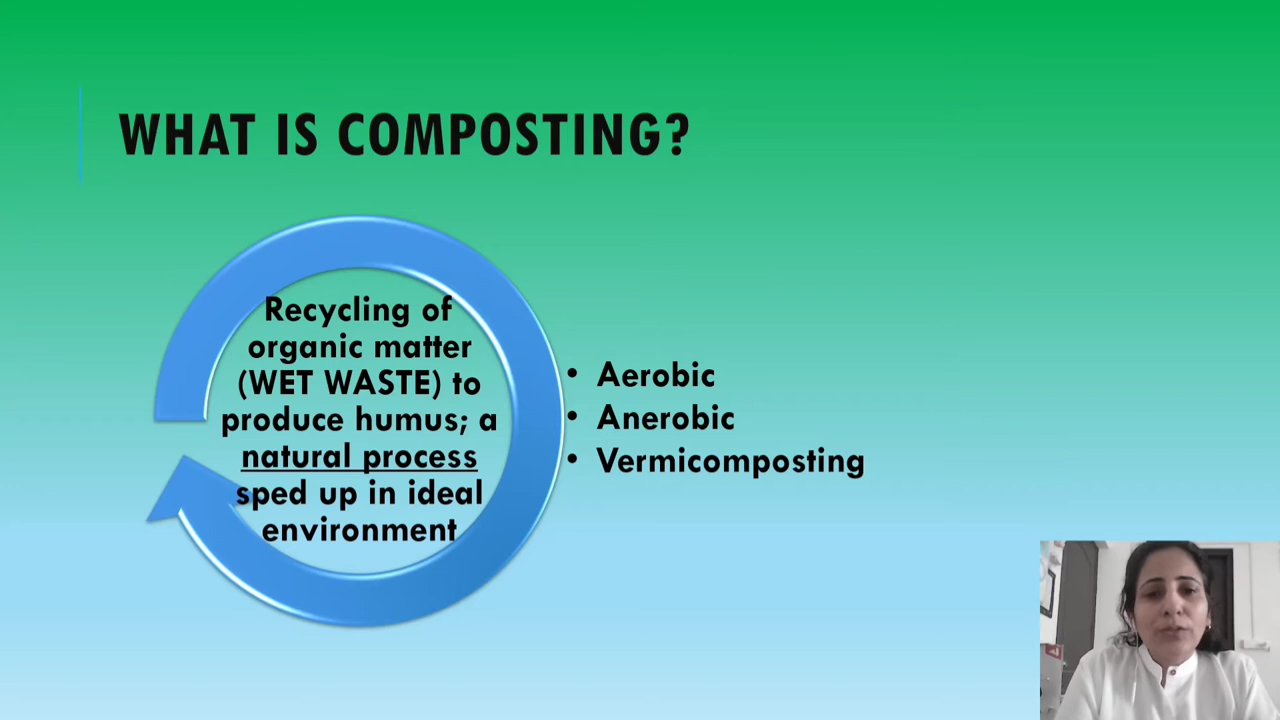 WHAT IS COMPOSTING?
Recycling of
organic matter
(WET WASTE) to
produce humus; a
natural process
sped up in ideal
environment
• Aerobic
• Anerobic
• Vermicomposting